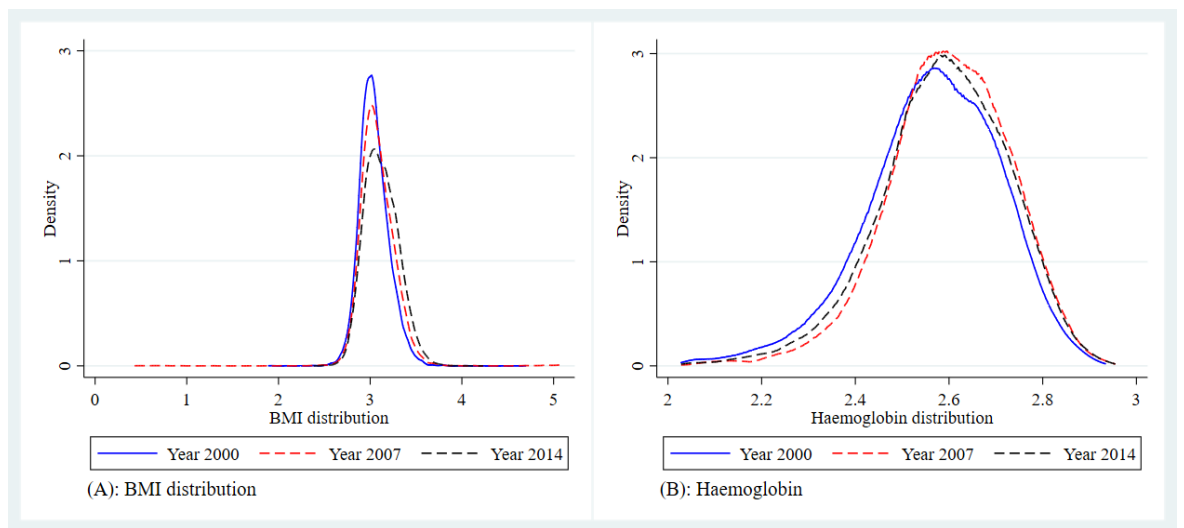 3
2
1
0
Density
0 1 2 3 4 5
BMI distribution
Year 2000 Year 2007 Year 2014
(A): BMI distribution
3
2
1
0
Density
2 2.2 2.4 2.6 2.8 3
Haemoglobin distribution
Year 2000 Year 2007 Year 2014
(B): Haemoglobin